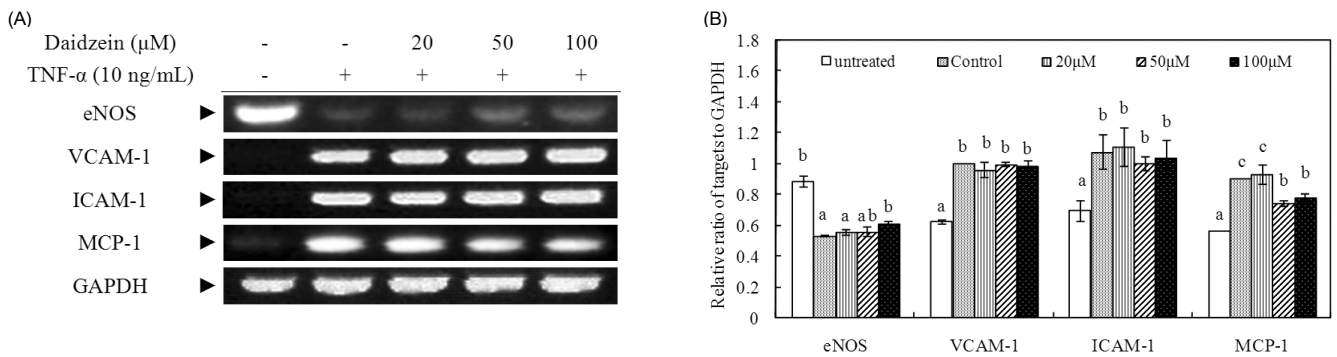 (A)
Daidzein (µM) - - 20 50 100
TNF-α (10 ng/mL) - + + + +
eNOS
VCAM-1
ICAM-1
MCP-1
GAPDH
(B)
Relative ratio of targets to GAPDH
1.8
1.6
1.4
1.2
1
0.8
0.6
0.4
0.2
0
untreated Control 20µM 50µM 100µM
b a a ab b
a b b b b
a b b b b
a c c b b
eNOS VCAM-1 ICAM-1 MCP-1